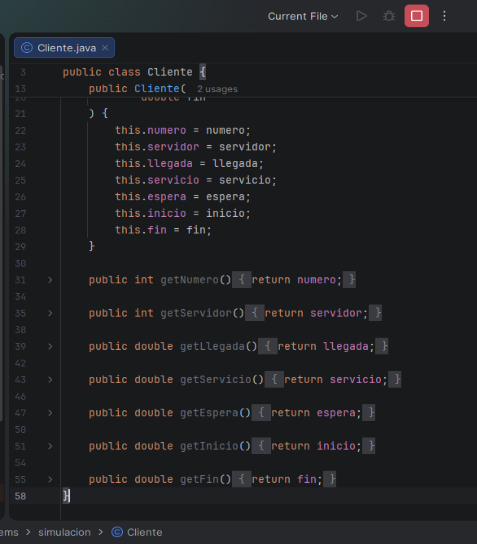 Current File
Cliente.java
3 public class Cliente {
13 public Cliente( 2 usages
20 double fin
21 ) {
22 this.numero = numero;
23 this.servidor = servidor;
24 this.llegada = llegada;
25 this.servicio = servicio;
26 this.espera = espera;
27 this.inicio = inicio;
28 this.fin = fin;
29 }
30
31 public int getNumero() { return numero; }
34
35 public int getServidor() { return servidor; }
38
39 public double getLlegada() { return llegada; }
42
43 public double getServicio() { return servicio; }
46
47 public double getEspera() { return espera; }
50
51 public double getInicio() { return inicio; }
54
55 public double getFin() { return fin; }
58 }
ems > simulacion > Cliente